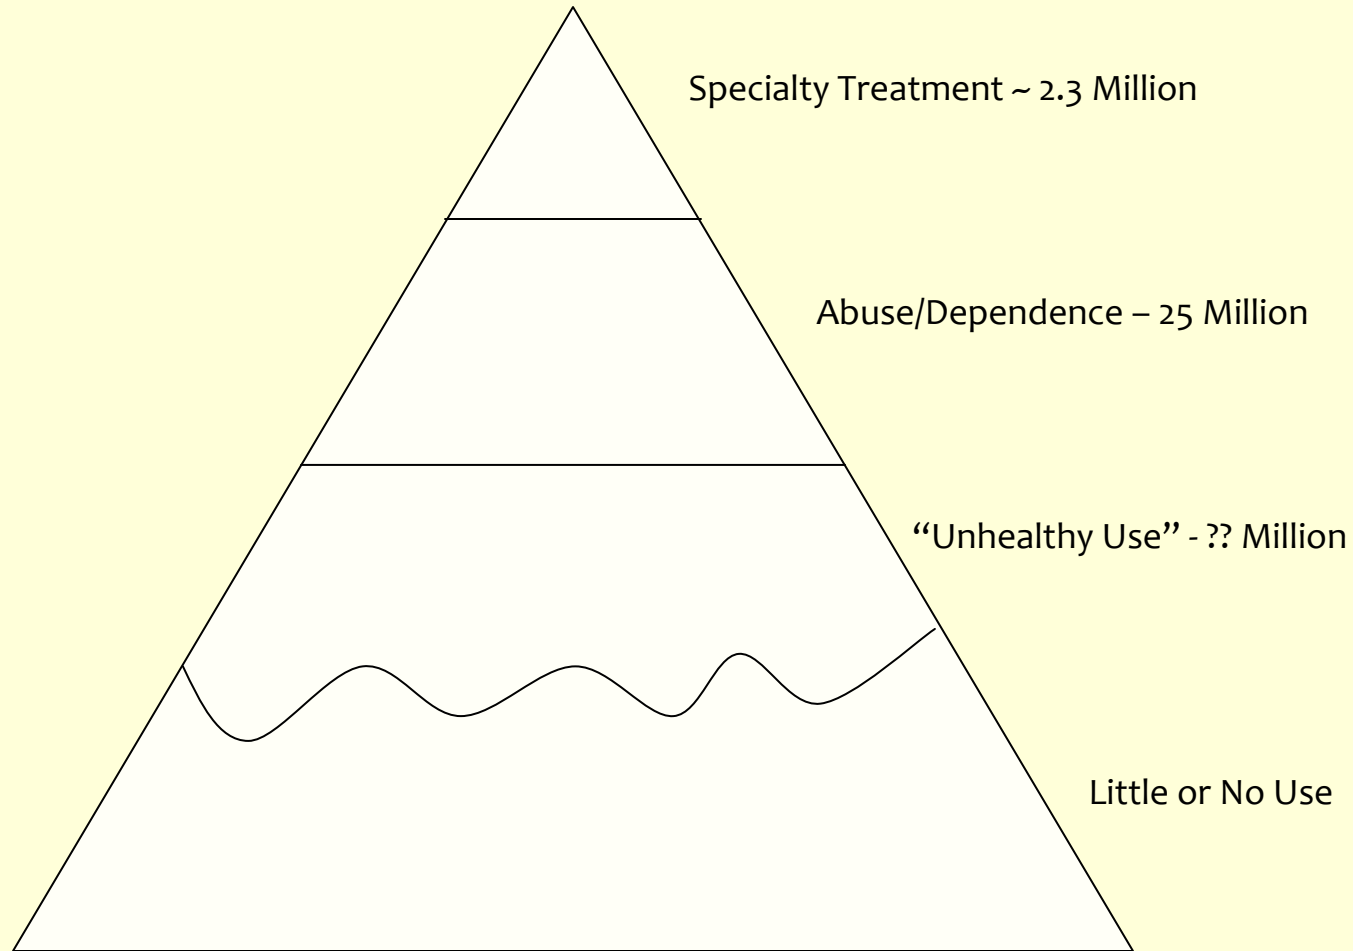 Specialty Treatment ~ 2.3 Million
Abuse/Dependence – 25 Million
“Unhealthy Use” - ?? Million
Little or No Use